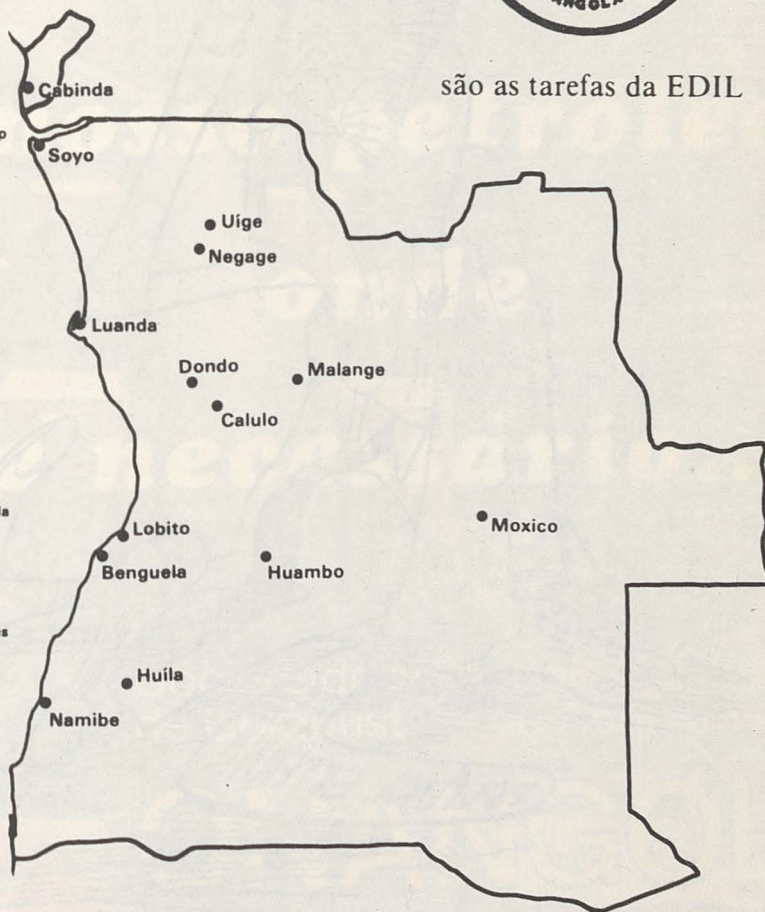 ANGOLA
são as tarefas da EDIL
Cabinda
Soyo
Uíge
Negage
Luanda
Dondo
Malange
Calulo
Lobito
Moxico
Benguela
Huambo
Huíla
Namibe